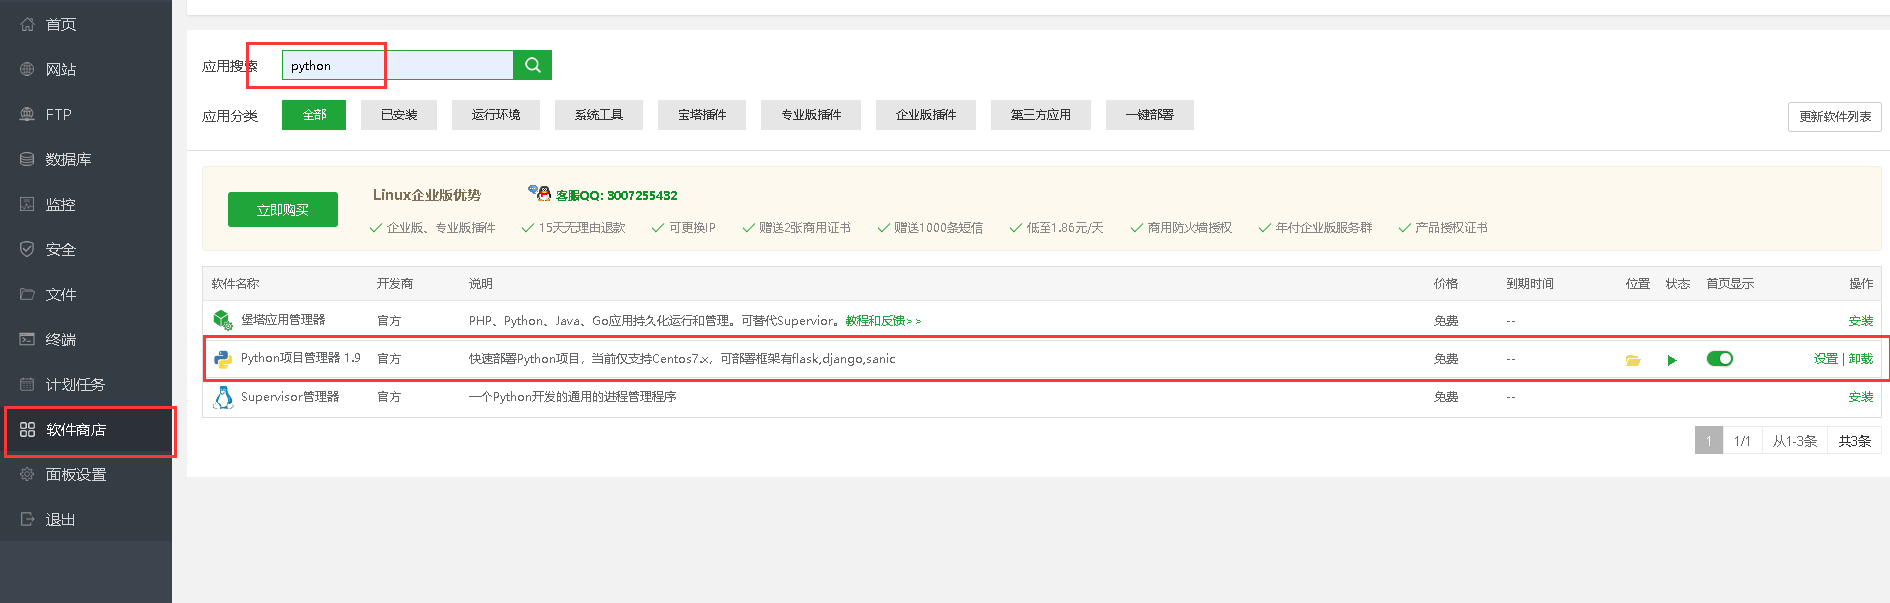 首页
网站
FTP
数据库
监控
安全
文件
终端
计划任务
软件商店
面板设置
退出
应用搜索 python
应用分类 全部 已安装 运行环境 系统工具 宝塔插件 专业版插件 企业版插件 第三方应用 一键部署 更新软件列表
立即购买
Linux企业版优势 客服QQ: 3007255432
企业版、专业版插件 15天无理由退款 可更换IP 赠送2张商用证书 赠送1000条短信 低至1.86元/天 商用防火墙授权 年付企业版服务群 产品授权证书
软件名称 开发商 说明 价格 到期时间 位置 状态 首页显示 操作
堡塔应用管理器 官方 PHP、Python、Java、Go应用持久化运行和管理。可替代Supervior。教程和反馈>> 免费 -- 安装
Python项目管理器 1.9 官方 快速部署Python项目，当前仅支持Centos7.x，可部署框架有flask,django,sanic 免费 -- 设置 | 卸载
Supervisor管理器 官方 一个Python开发的通用的进程管理程序 免费 -- 安装
1 1/1 从1-3条 共3条